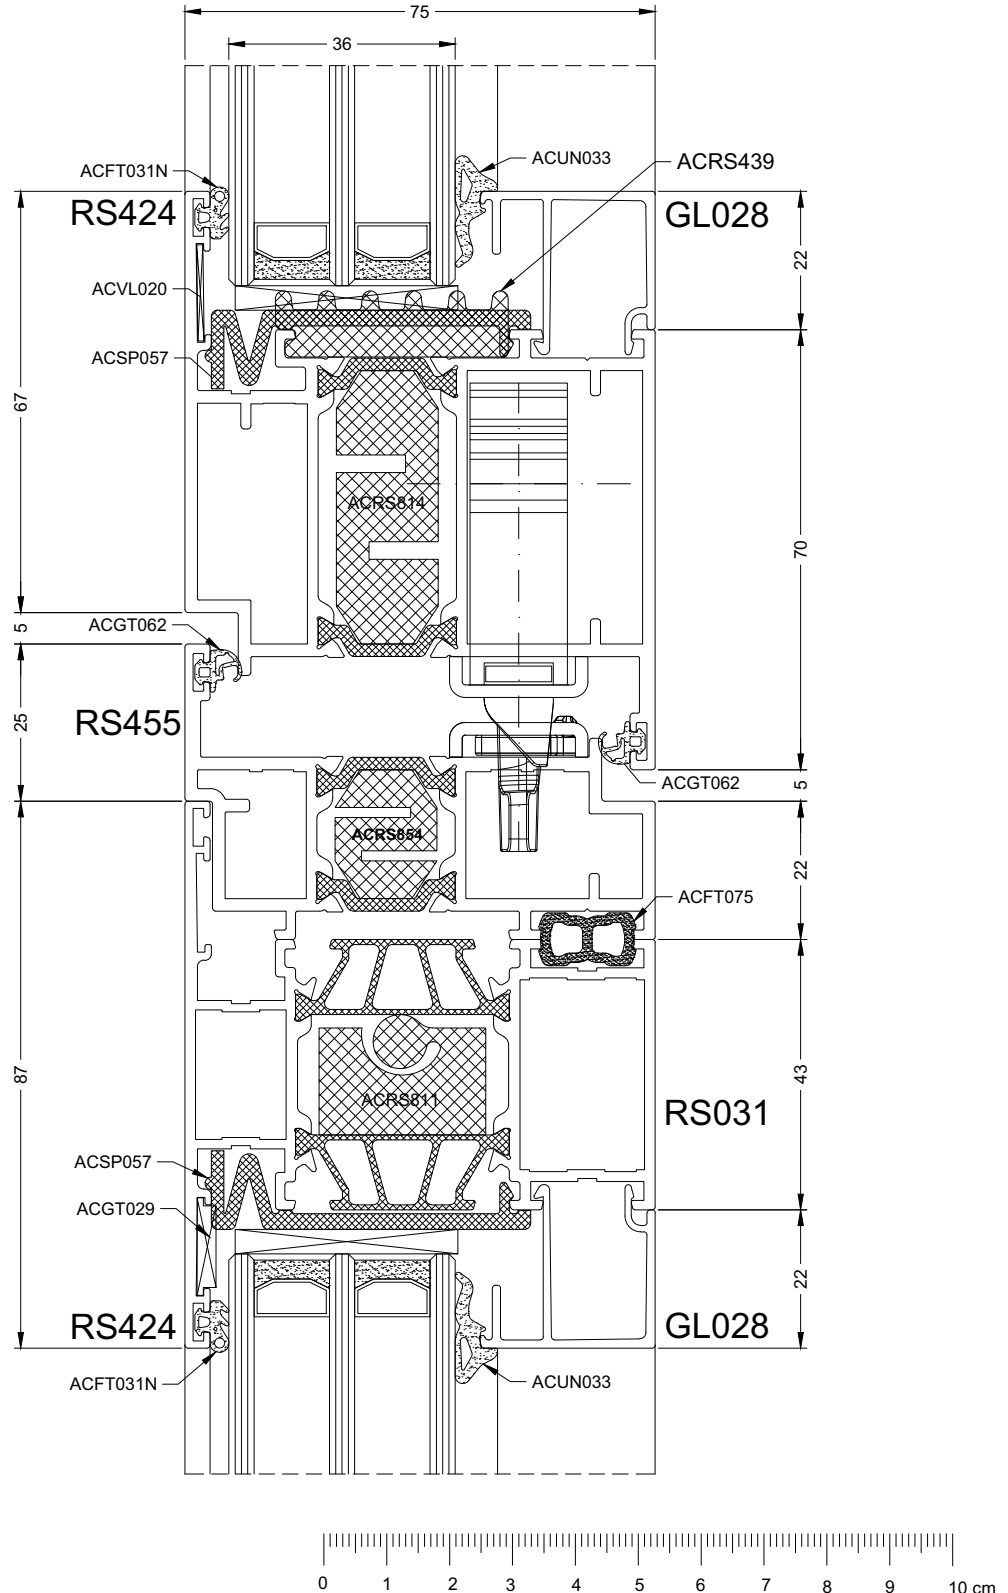 75
36
ACUN033
ACRS439
ACFT031N
RS424
GL028
22
ACVL020
ACSP057
67
ACRS814
70
5
ACGT062
25
RS455
ACGT062
5
ACRS854
22
ACFT075
87
43
ACRS811
RS031
ACSP057
ACGT029
22
RS424
GL028
ACFT031N
ACUN033
0 1 2 3 4 5 6 7 8 9 10 cm